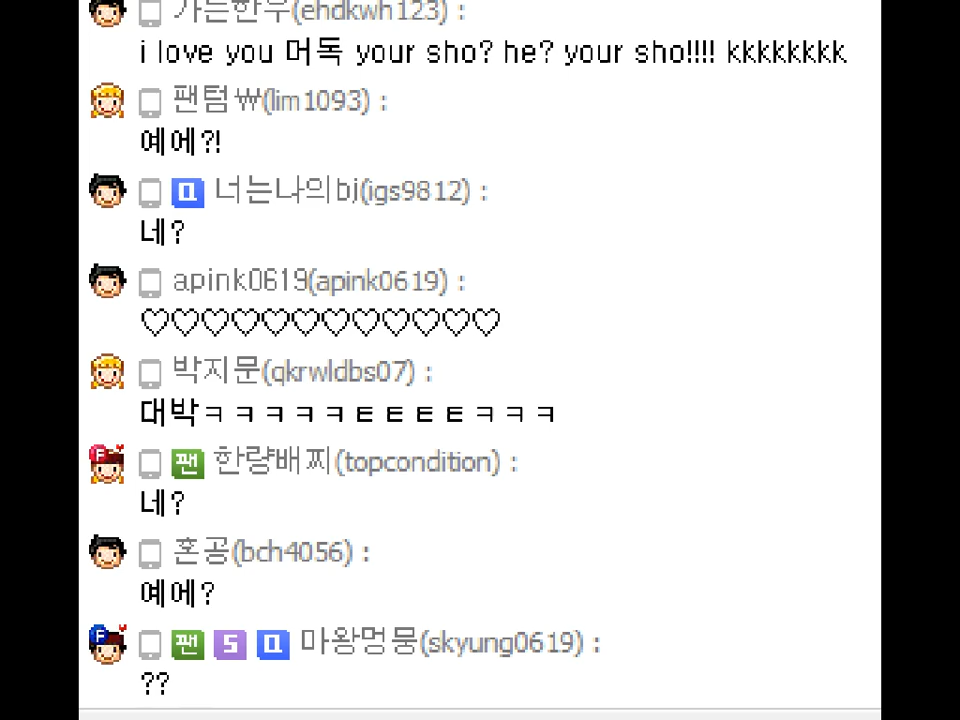 가든한우(ehdkwh123) :
i love you 머독 your sho? he? your sho!!!! kkkkkkkk
팬텀￦(lim1093) :
예에?!
Q 너는나의bj(igs9812) :
네?
apink0619(apink0619) :
♡♡♡♡♡♡♡♡♡♡♡♡
박지문(qkrwldbs07) :
대박ㅋㅋㅋㅋㅋㅌㅌㅌㅌㅋㅋㅋ
F 팬 한량배찌(topcondition) :
네?
혼공(bch4056) :
예에?
F 팬 S Q 마왕멍뭉(skyung0619) :
??